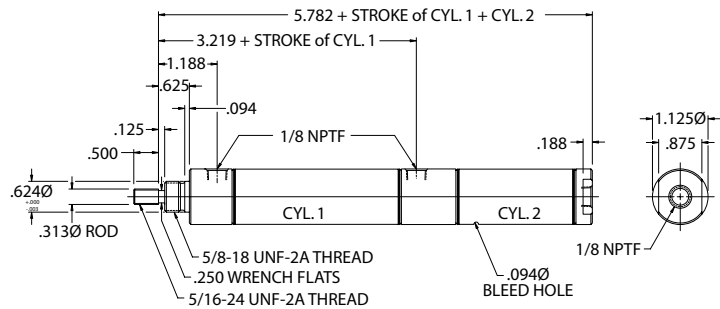 5.782 + STROKE of CYL. 1 + CYL. 2
3.219 + STROKE of CYL. 1
1.188
.625
.094
.125
1/8 NPTF
.500
.188
1.125Ø
.875
.624Ø
+.000
-.003
CYL. 1
CYL. 2
.313Ø ROD
1/8 NPTF
5/8-18 UNF-2A THREAD
.250 WRENCH FLATS
5/16-24 UNF-2A THREAD
.094Ø
BLEED HOLE